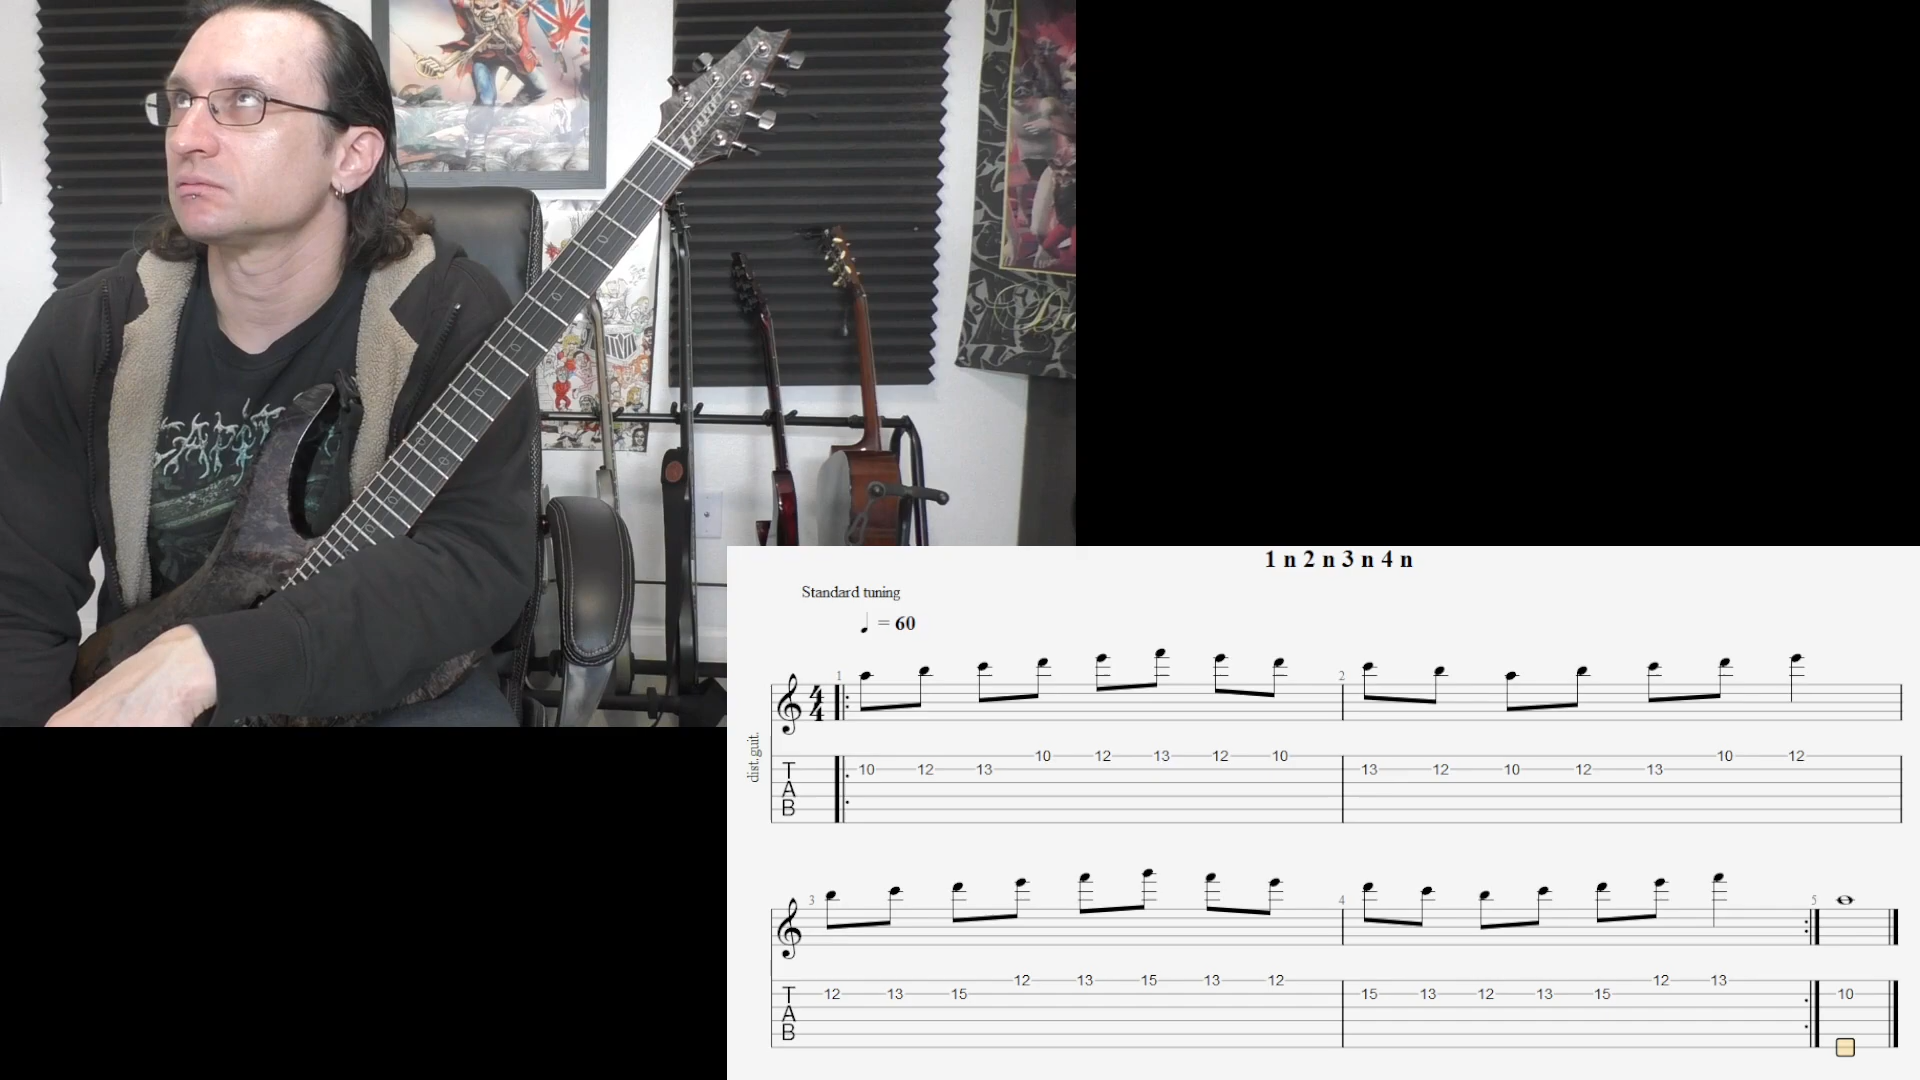 1 n 2 n 3 n 4 n
Standard tuning
= 60
1
2
4
4
dist.guit.
T
A
B
10 12 13 10 12 13 12 10 13 12 10 12 13 10 12
3
4
5
T
A
B
12 13 15 12 13 15 13 12 15 13 12 13 15 12 13 10